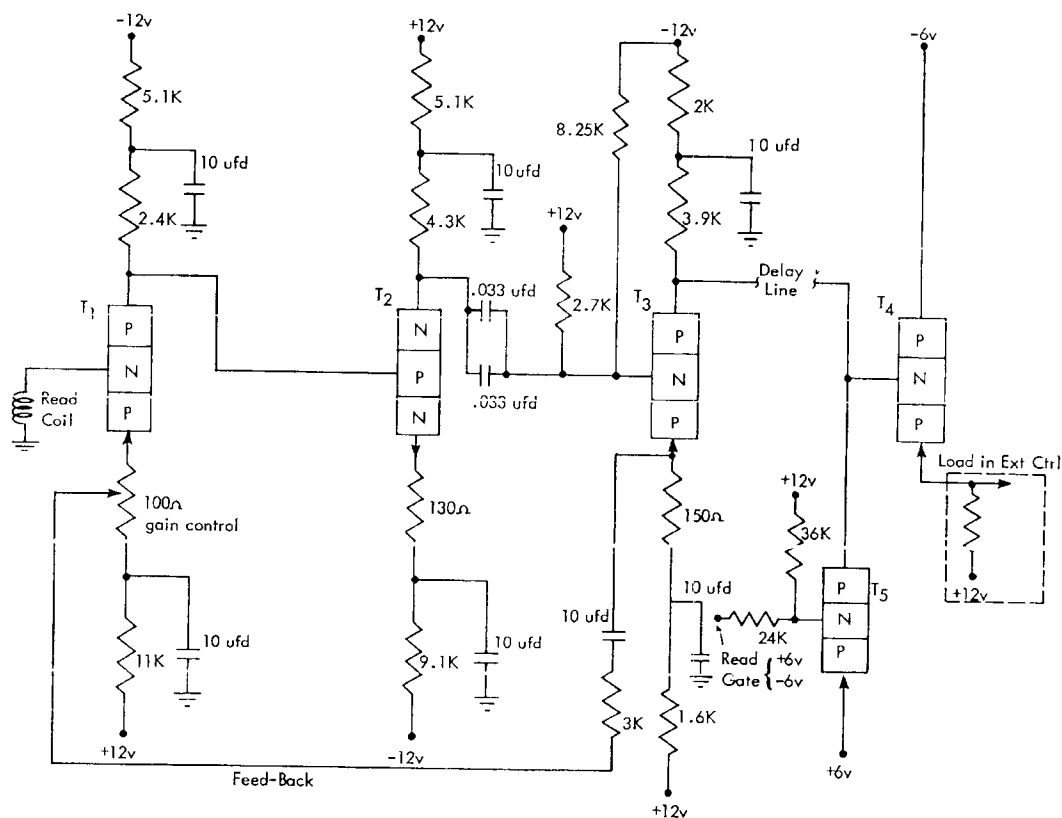 -12v
+12v
-12v
-6v
5.1K
5.1K
2K
8.25K
10 ufd
10 ufd
10 ufd
2.4K
4.3K
+12v
3.9K
Delay
Line
T1
P
N
P
T2
N
P
N
.033 ufd
.033 ufd
2.7K
T3
P
N
P
T4
P
N
P
Read
Coil
Load in Ext Ctrl
+12v
100Ω
gain control
130Ω
150Ω
+12v
36K
10 ufd
T5
P
N
P
24K
Read
Gate { +6v
-6v
11K
10 ufd
9.1K
10 ufd
10 ufd
3K
1.6K
+12v
-12v
+6v
Feed-Back
+12v